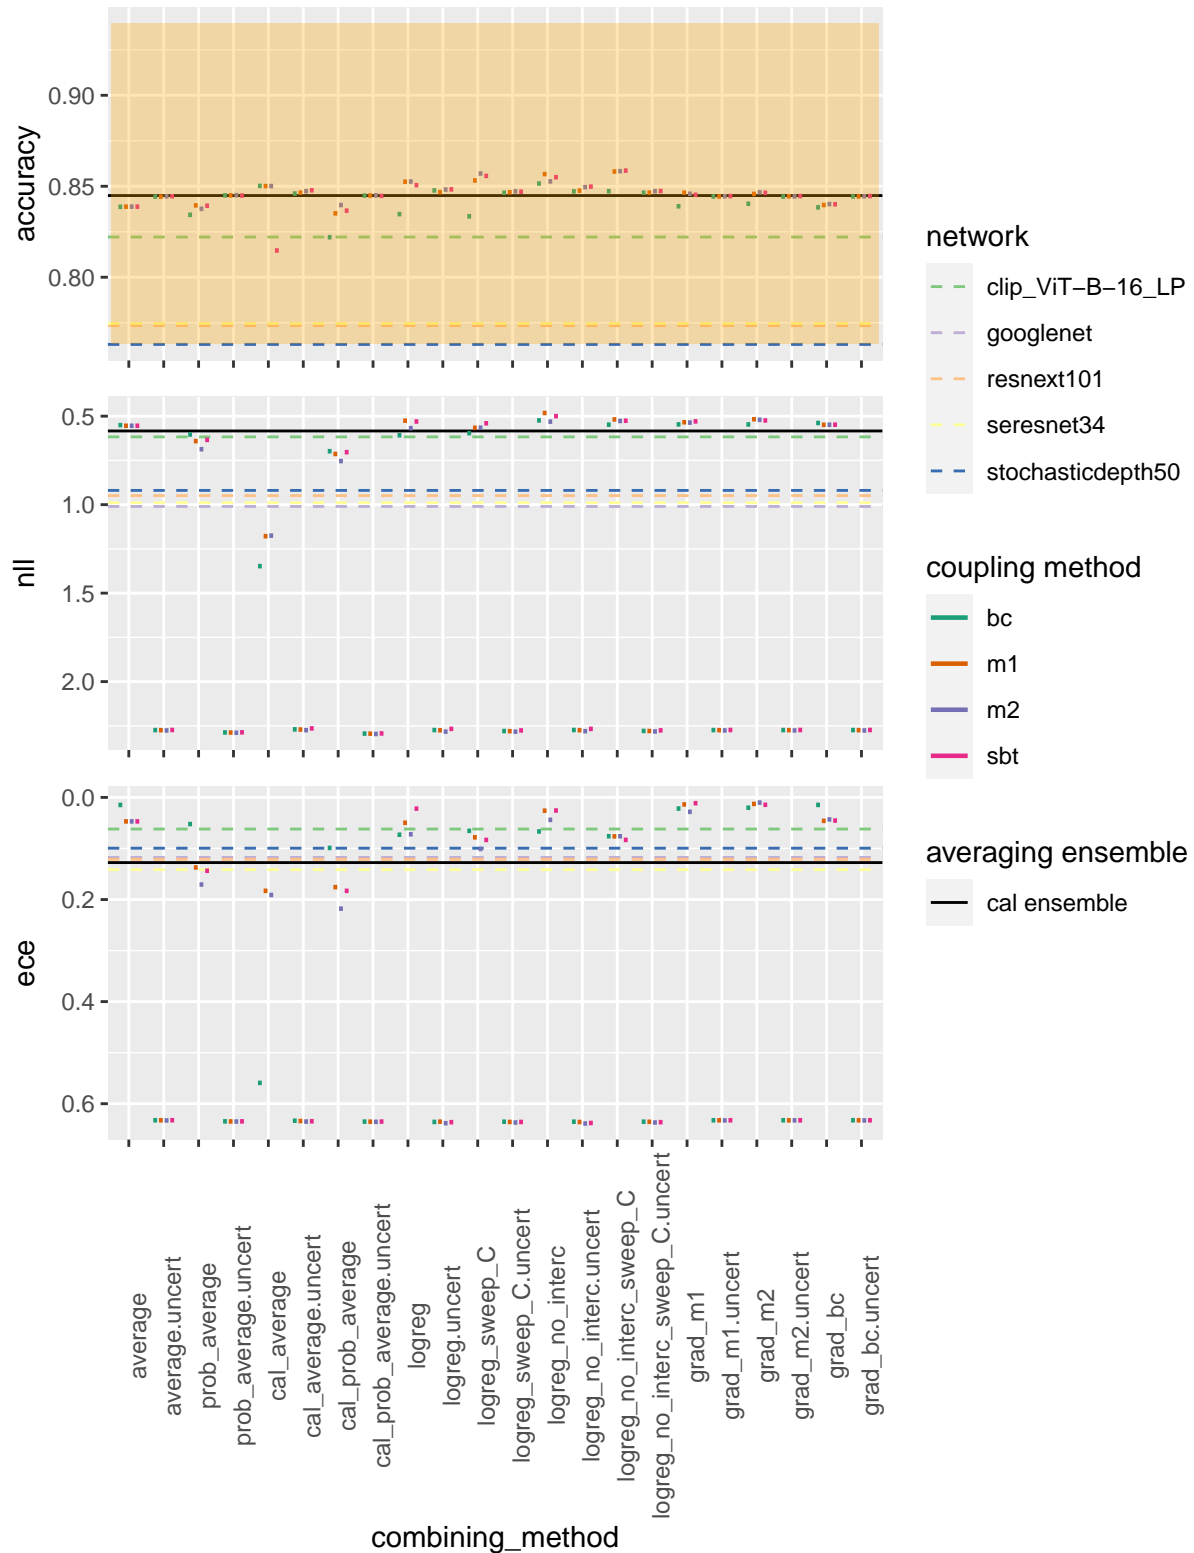 accuracy
0.90
0.85
0.80
nll
0.5
1.0
1.5
2.0
ece
0.0
0.2
0.4
0.6
average
average.uncert
prob_average
prob_average.uncert
cal_average
cal_average.uncert
cal_prob_average
cal_prob_average.uncert
logreg
logreg.uncert
logreg_sweep_C
logreg_sweep_C.uncert
logreg_no_interc
logreg_no_interc.uncert
logreg_no_interc_sweep_C
logreg_no_interc_sweep_C.uncert
grad_m1
grad_m1.uncert
grad_m2
grad_m2.uncert
grad_bc
grad_bc.uncert
combining_method
network
clip_ViT−B−16_LP
googlenet
resnext101
seresnet34
stochasticdepth50
coupling method
bc
m1
m2
sbt
averaging ensemble
cal ensemble